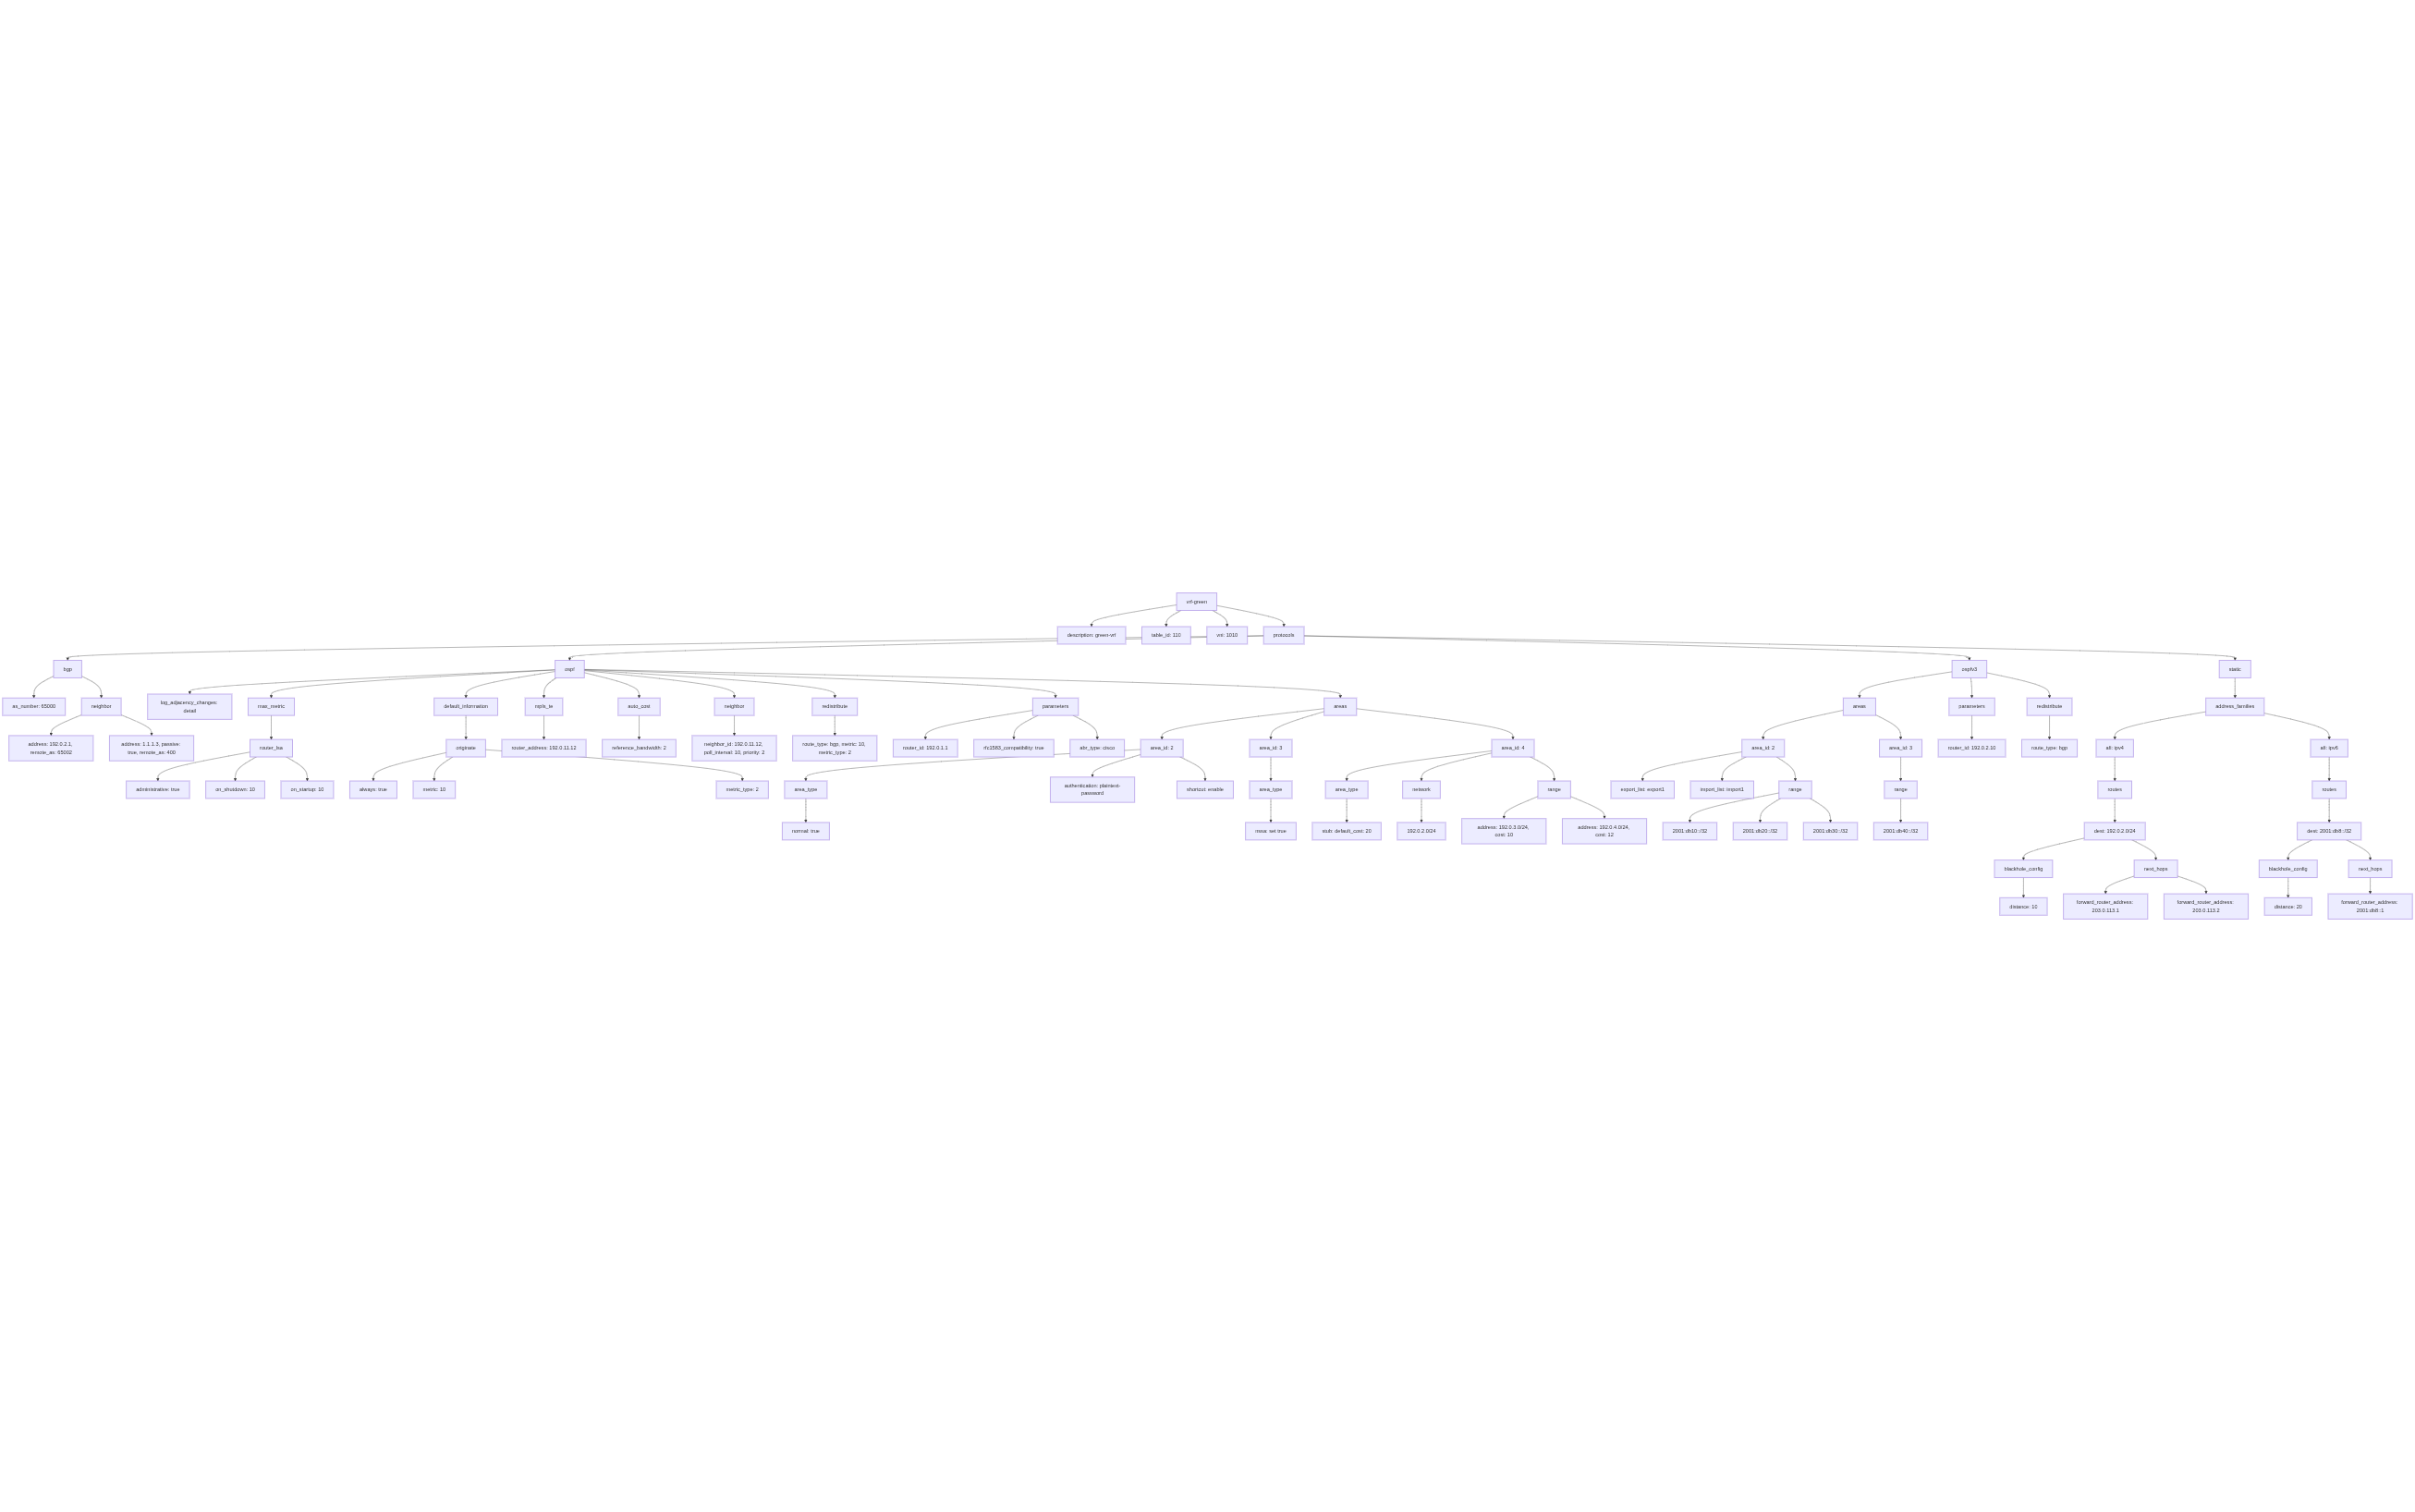 vrf-green
description: green-vrf
table_id: 110
vni: 1010
protocols
bgp
ospf
ospfv3
static
as_number: 65000
neighbor
log_adjacency_changes:
detail
max_metric
default_information
mpls_te
auto_cost
neighbor
redistribute
parameters
areas
areas
parameters
redistribute
address_families
address: 192.0.2.1,
remote_as: 65002
address: 1.1.1.3, passive:
true, remote_as: 400
router_lsa
originate
router_address: 192.0.11.12
reference_bandwidth: 2
neighbor_id: 192.0.11.12,
poll_interval: 10, priority: 2
route_type: bgp, metric: 10,
metric_type: 2
router_id: 192.0.1.1
rfc1583_compatibility: true
abr_type: cisco
area_id: 2
area_id: 3
area_id: 4
area_id: 2
area_id: 3
router_id: 192.0.2.10
route_type: bgp
afi: ipv4
afi: ipv6
administrative: true
on_shutdown: 10
on_startup: 10
always: true
metric: 10
metric_type: 2
area_type
authentication: plaintext-
password
shortcut: enable
area_type
area_type
network
range
export_list: export1
import_list: import1
range
range
routes
routes
normal: true
nssa: set true
stub: default_cost: 20
192.0.2.0/24
address: 192.0.3.0/24,
cost: 10
address: 192.0.4.0/24,
cost: 12
2001:db10::/32
2001:db20::/32
2001:db30::/32
2001:db40::/32
dest: 192.0.2.0/24
dest: 2001:db8::/32
blackhole_config
next_hops
blackhole_config
next_hops
distance: 10
forward_router_address:
203.0.113.1
forward_router_address:
203.0.113.2
distance: 20
forward_router_address:
2001:db8::1